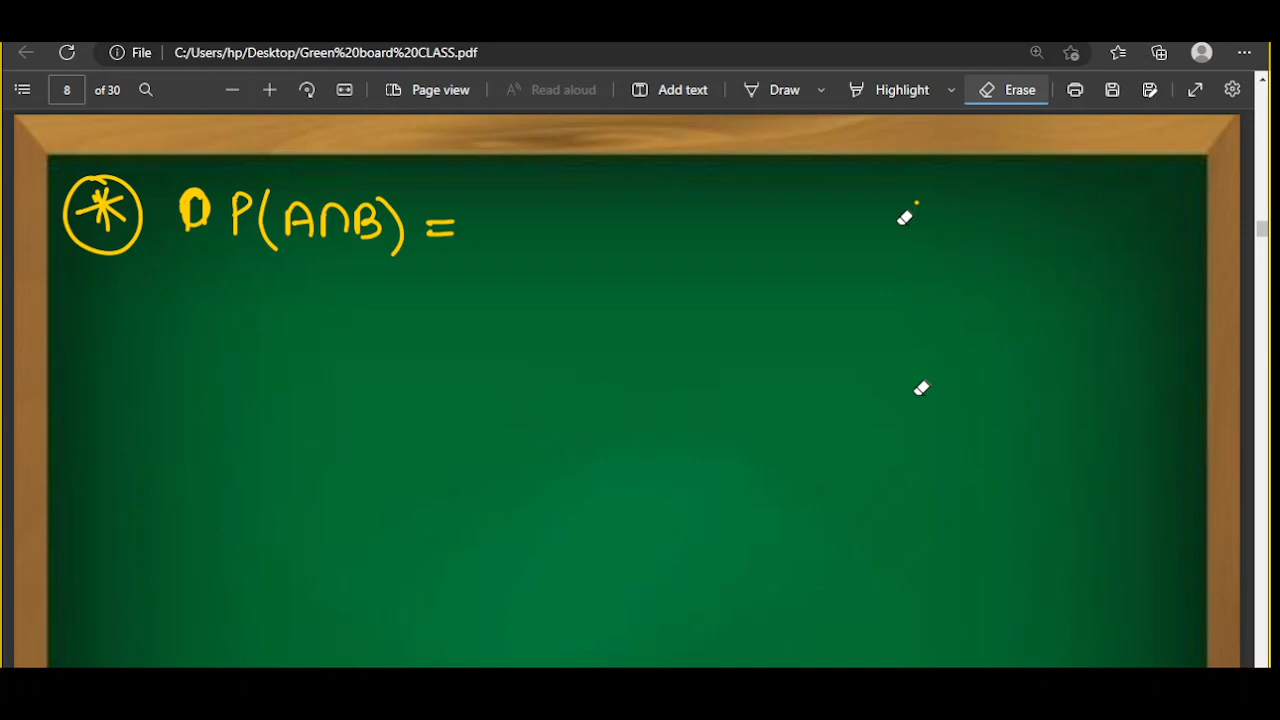 File C:/Users/hp/Desktop/Green%20board%20CLASS.pdf
8 of 30 Page view Read aloud Add text Draw Highlight Erase
P(A∩B) =